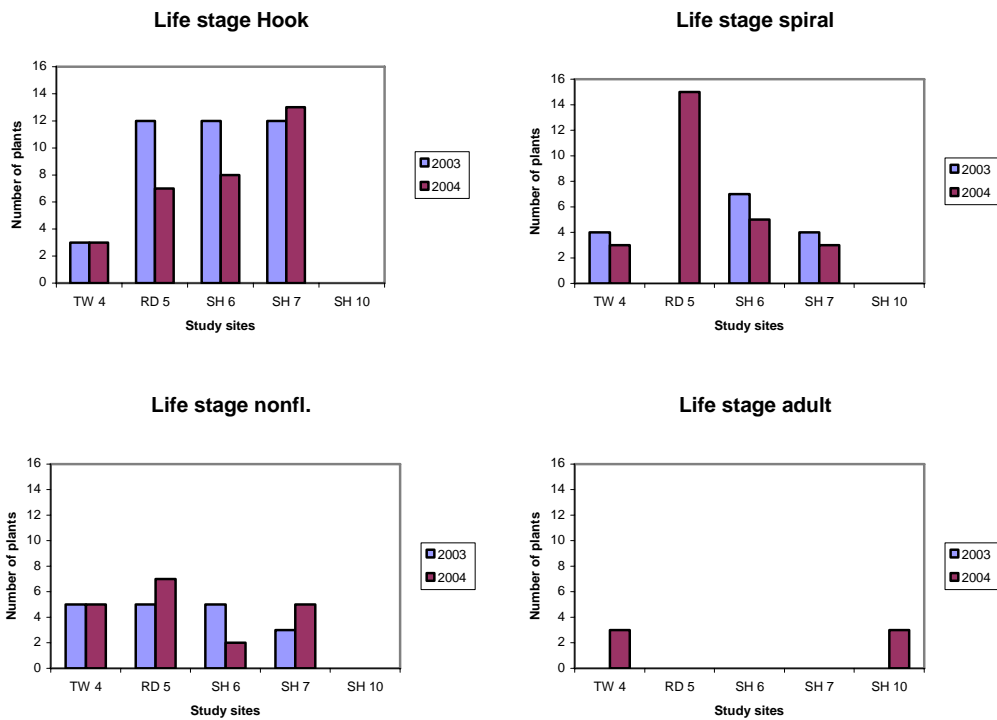 Life stage Hook
16
14
12
10
8
6
4
2
0
Number of plants
TW 4 RD 5 SH 6 SH 7 SH 10
Study sites
2003
2004
Life stage spiral
16
14
12
10
8
6
4
2
0
Number of plants
TW 4 RD 5 SH 6 SH 7 SH 10
Study sites
2003
2004
Life stage nonfl.
16
14
12
10
8
6
4
2
0
Number of plants
TW 4 RD 5 SH 6 SH 7 SH 10
Study sites
2003
2004
Life stage adult
16
14
12
10
8
6
4
2
0
Number of plants
TW 4 RD 5 SH 6 SH 7 SH 10
Study sites
2003
2004